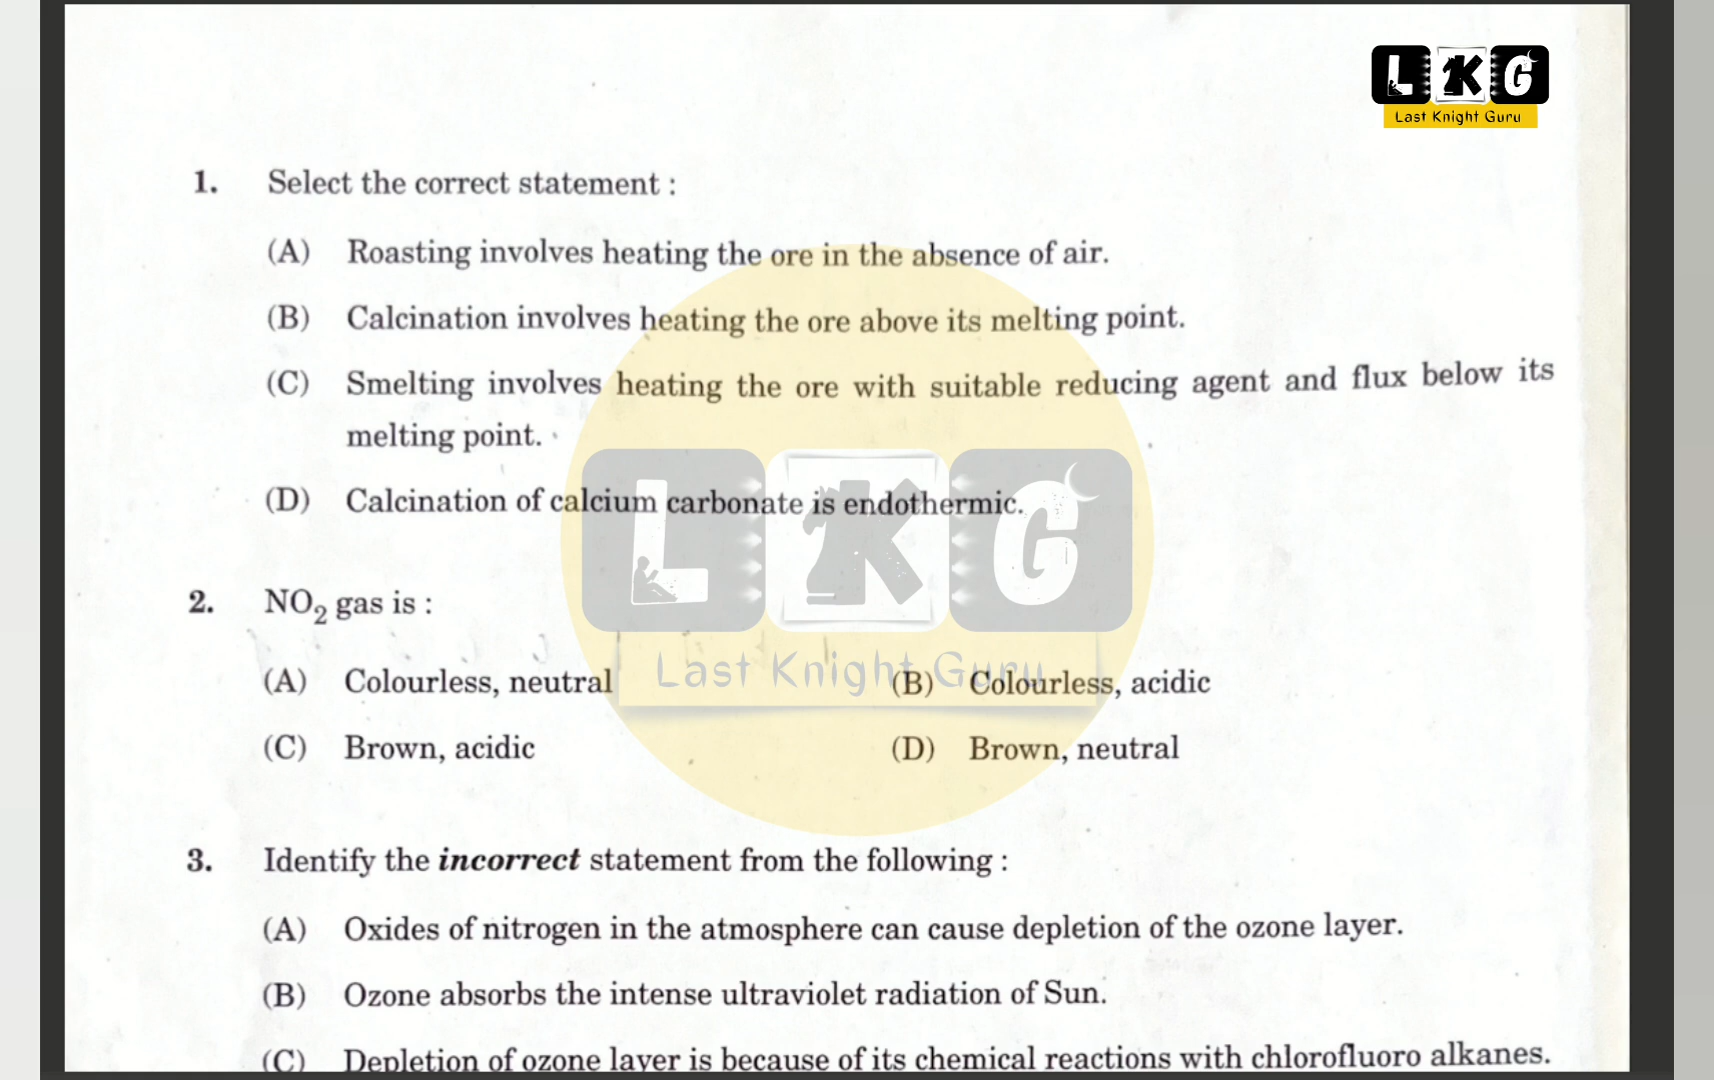 LKG
Last Knight Guru
1. Select the correct statement :
(A) Roasting involves heating the ore in the absence of air.
(B) Calcination involves heating the ore above its melting point.
(C) Smelting involves heating the ore with suitable reducing agent and flux below its
melting point.
(D) Calcination of calcium carbonate is endothermic.
LKG
2. NO₂ gas is :
Last Knight Guru
(A) Colourless, neutral (B) Colourless, acidic
(C) Brown, acidic (D) Brown, neutral
3. Identify the incorrect statement from the following :
(A) Oxides of nitrogen in the atmosphere can cause depletion of the ozone layer.
(B) Ozone absorbs the intense ultraviolet radiation of Sun.
(C) Depletion of ozone layer is because of its chemical reactions with chlorofluoro alkanes.